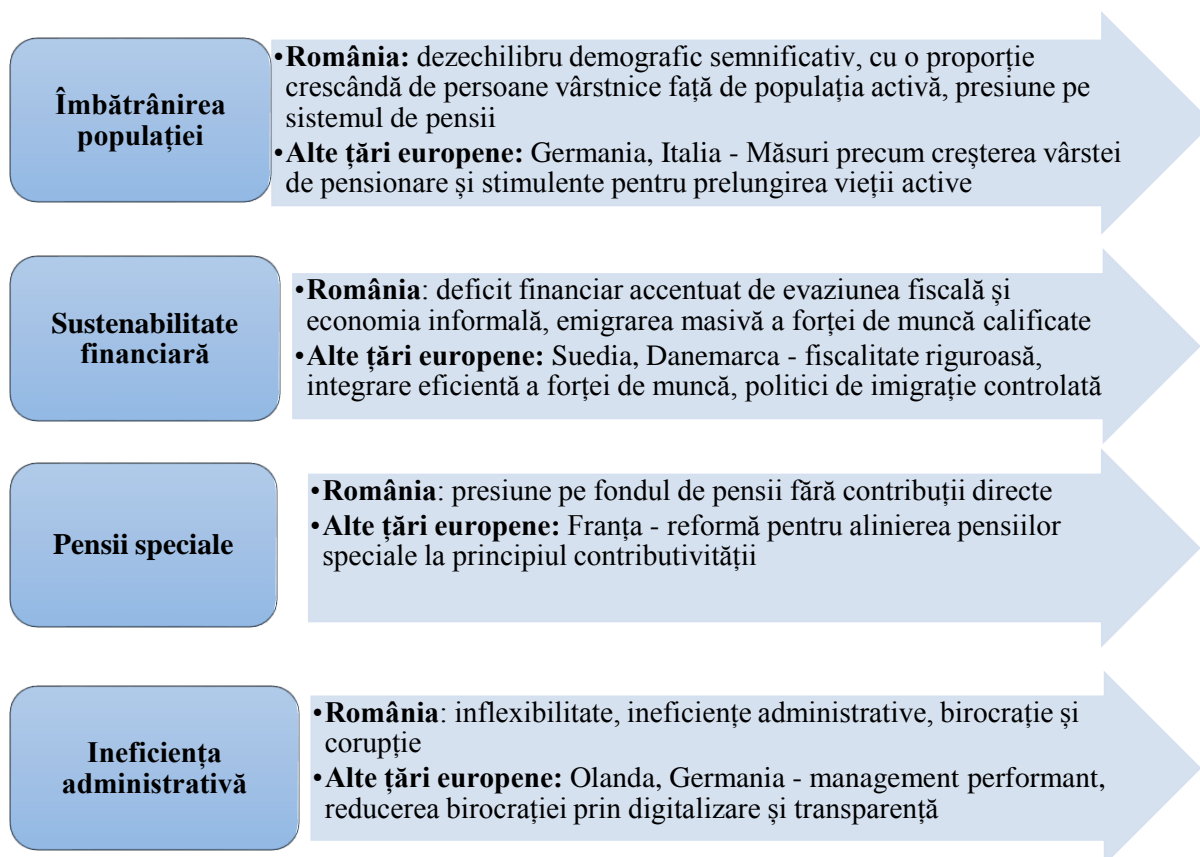 Îmbătrânirea
populației
•România: dezechilibru demografic semnificativ, cu o proporție
crescândă de persoane vârstnice față de populația activă, presiune pe
sistemul de pensii
•Alte țări europene: Germania, Italia - Măsuri precum creșterea vârstei
de pensionare și stimulente pentru prelungirea vieții active
Sustenabilitate
financiară
•România: deficit financiar accentuat de evaziunea fiscală și
economia informală, emigrarea masivă a forței de muncă calificate
•Alte țări europene: Suedia, Danemarca - fiscalitate riguroasă,
integrare eficientă a forței de muncă, politici de imigrație controlată
Pensii speciale
•România: presiune pe fondul de pensii fără contribuții directe
•Alte țări europene: Franța - reformă pentru alinierea pensiilor
speciale la principiul contributivității
Ineficiența
administrativă
•România: inflexibilitate, ineficiențe administrative, birocrație și
corupție
•Alte țări europene: Olanda, Germania - management performant,
reducerea birocrației prin digitalizare și transparență